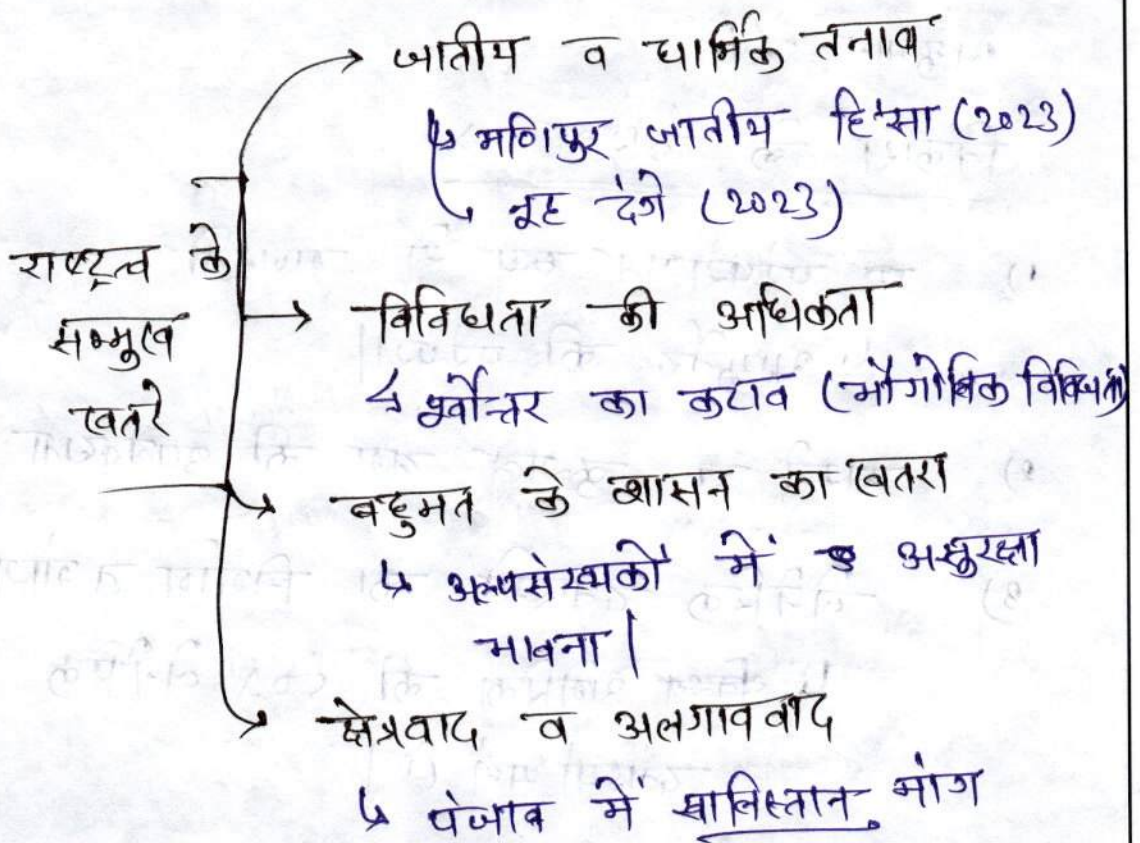 जातीय व धार्मिक तनाव
मणिपुर जातीय हिंसा (2023)
नूह दंगे (2023)
राष्ट्रत्व के
सम्मुख
खतरे
विविधता की अधिकता
पूर्वोत्तर का कटाव (भौगोलिक विविधता)
बहुमत के शासन का खतरा
अल्पसंख्यकों में असुरक्षा
भावना |
क्षेत्रवाद व अलगाववाद
पंजाब में खालिस्तान मांग